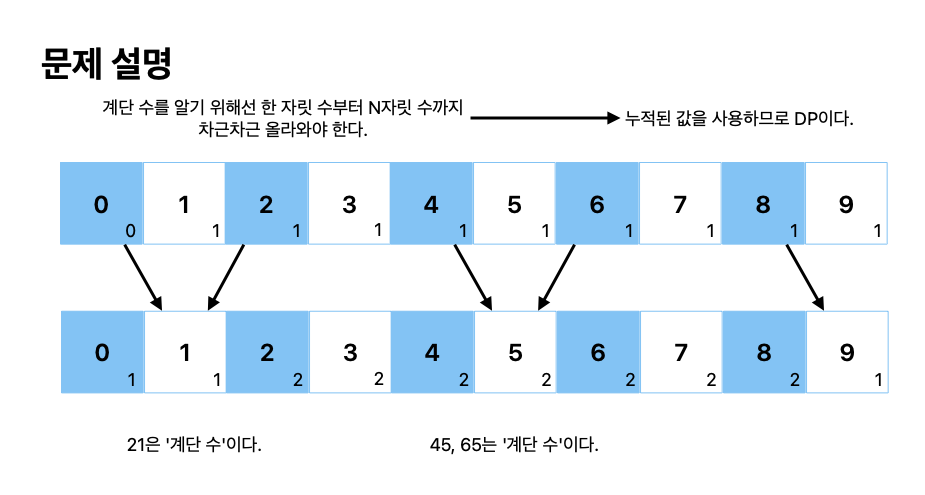 문제 설명
계단 수를 알기 위해선 한 자릿 수부터 N자릿 수까지
차근차근 올라와야 한다.
누적된 값을 사용하므로 DP이다.
0 1 2 3 4 5 6 7 8 9
0 1 1 1 1 1 1 1 1 1
0 1 2 3 4 5 6 7 8 9
1 1 2 2 2 2 2 2 2 1
21은 '계단 수'이다.
45, 65는 '계단 수'이다.